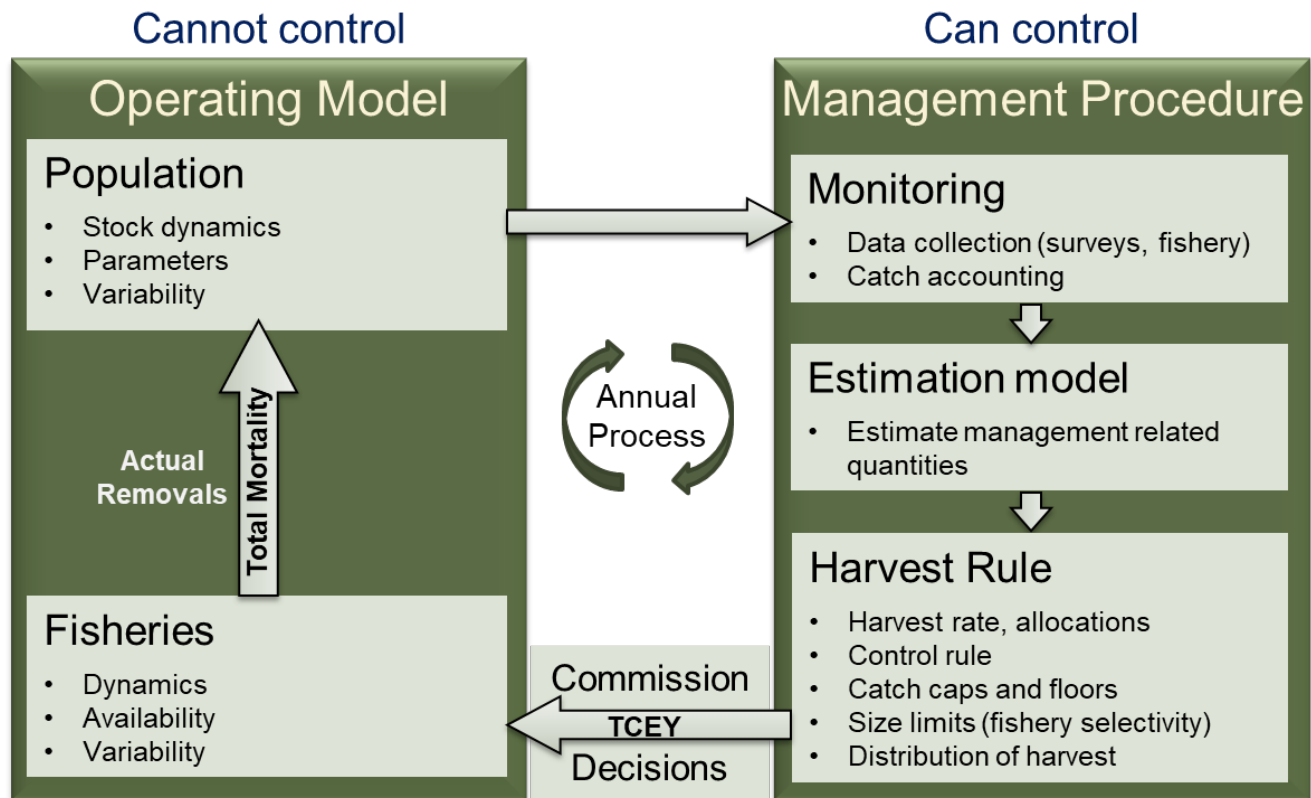 Cannot control
Operating Model
Population
• Stock dynamics
• Parameters
• Variability
Actual
Removals
Total Mortality
Fisheries
• Dynamics
• Availability
• Variability
Annual
Process
Commission
TCEY
Decisions
Can control
Management Procedure
Monitoring
• Data collection (surveys, fishery)
• Catch accounting
Estimation model
• Estimate management related
quantities
Harvest Rule
• Harvest rate, allocations
• Control rule
• Catch caps and floors
• Size limits (fishery selectivity)
• Distribution of harvest